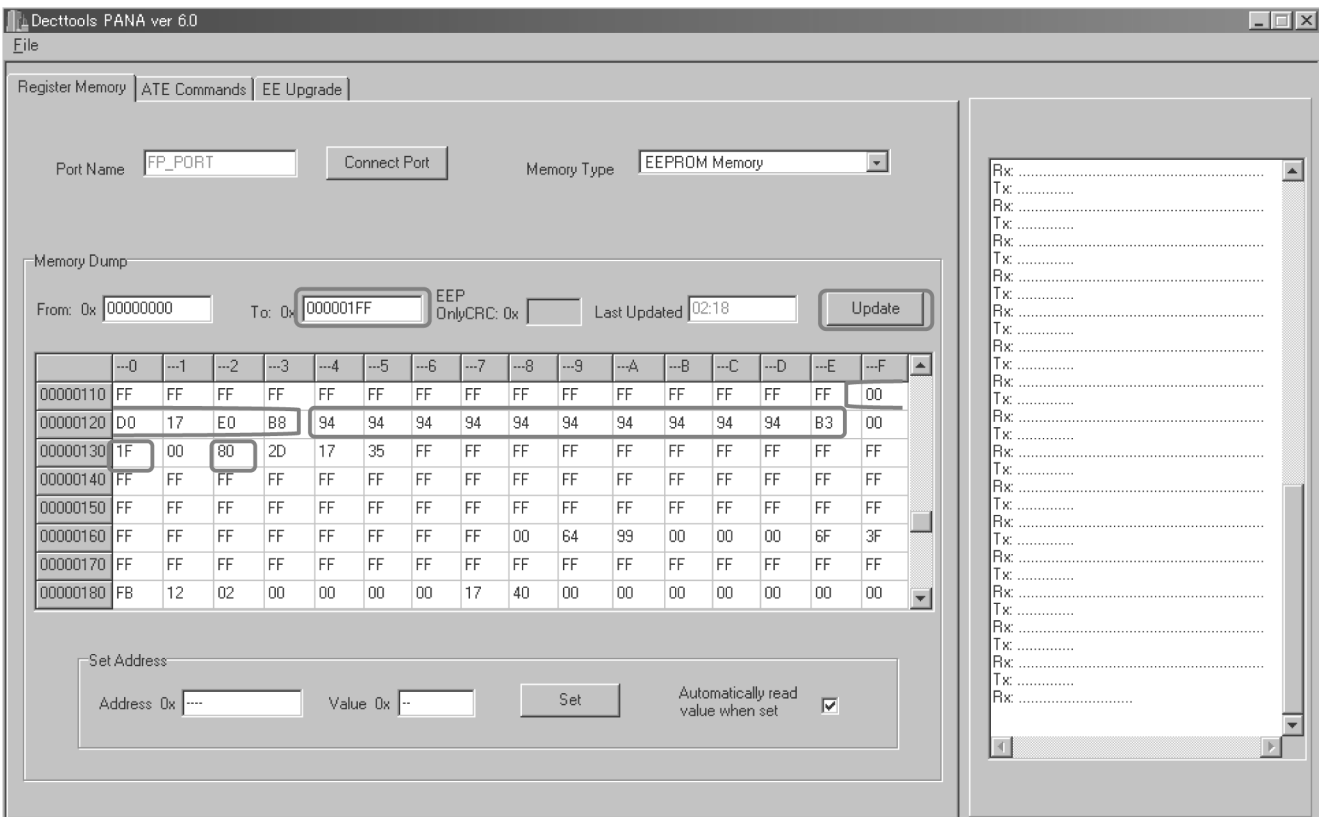 Decttools PANA ver 6.0
File
Register Memory ATE Commands EE Upgrade
Port Name FP_PORT Connect Port Memory Type EEPROM Memory
Memory Dump
From: 0x 00000000 To: 0x 000001FF EEP OnlyCRC: 0x Last Updated 02:18 Update
---0 ---1 ---2 ---3 ---4 ---5 ---6 ---7 ---8 ---9 ---A ---B ---C ---D ---E ---F
00000110 FF FF FF FF FF FF FF FF FF FF FF FF FF FF FF 00
00000120 D0 17 E0 B8 94 94 94 94 94 94 94 94 94 94 B3 00
00000130 1F 00 80 2D 17 35 FF FF FF FF FF FF FF FF FF FF
00000140 FF FF FF FF FF FF FF FF FF FF FF FF FF FF FF FF
00000150 FF FF FF FF FF FF FF FF FF FF FF FF FF FF FF FF
00000160 FF FF FF FF FF FF FF FF 00 64 99 00 00 00 6F 3F
00000170 FF FF FF FF FF FF FF FF FF FF FF FF FF FF FF FF
00000180 FB 12 02 00 00 00 00 17 40 00 00 00 00 00 00 00
Set Address
Address 0x ---- Value 0x -- Set Automatically read value when set
Rx: ..............................................................
Tx: ..............
Rx: ..............................................................
Tx: ..............
Rx: ..............................................................
Tx: ..............
Rx: ..............................................................
Tx: ..............
Rx: ..............................................................
Tx: ..............
Rx: ..............................................................
Tx: ..............
Rx: ..............................................................
Tx: ..............
Rx: ..............................................................
Tx: ..............
Rx: ..............................................................
Tx: ..............
Rx: ..............................................................
Tx: ..............
Rx: ..............................................................
Tx: ..............
Rx: ..............................................................
Tx: ..............
Rx: ..............................................................
Tx: ..............
Rx: ..............................................................
Tx: ..............
Rx: ..............................................................
Tx: ..............
Rx: .............................